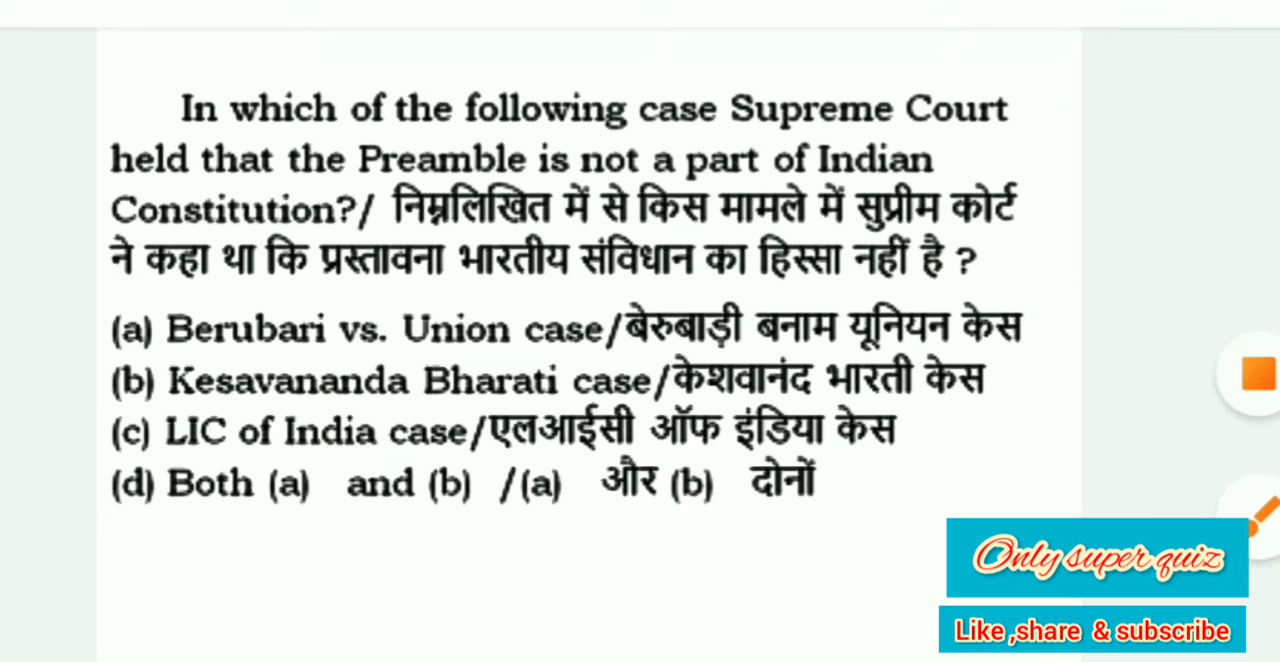 In which of the following case Supreme Court
held that the Preamble is not a part of Indian
Constitution?/ निम्नलिखित में से किस मामले में सुप्रीम कोर्ट
ने कहा था कि प्रस्तावना भारतीय संविधान का हिस्सा नहीं है ?
(a) Berubari vs. Union case/बेरुबाड़ी बनाम यूनियन केस
(b) Kesavananda Bharati case/केशवानंद भारती केस
(c) LIC of India case/एलआईसी ऑफ इंडिया केस
(d) Both (a) and (b) /(a) और (b) दोनों
Only super quiz
Like ,share & subscribe